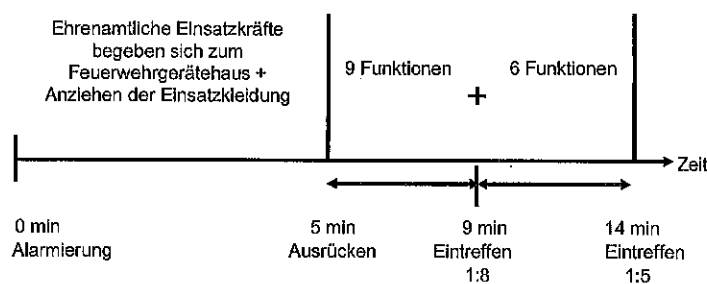 Ehrenamtliche Einsatzkräfte
begeben sich zum
Feuerwehrgerätehaus +
Anziehen der Einsatzkleidung
9 Funktionen
+
6 Funktionen
Zeit
0 min
Alarmierung
5 min
Ausrücken
9 min
Eintreffen
1:8
14 min
Eintreffen
1:5